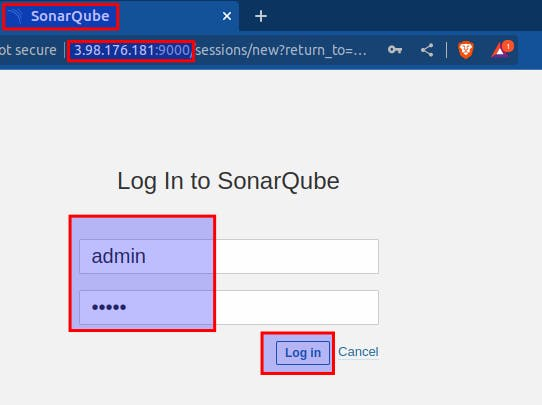 SonarQube
ot secure | 3.98.176.181:9000/sessions/new?return_to=...
1
Log In to SonarQube
admin
•••••
Log in Cancel